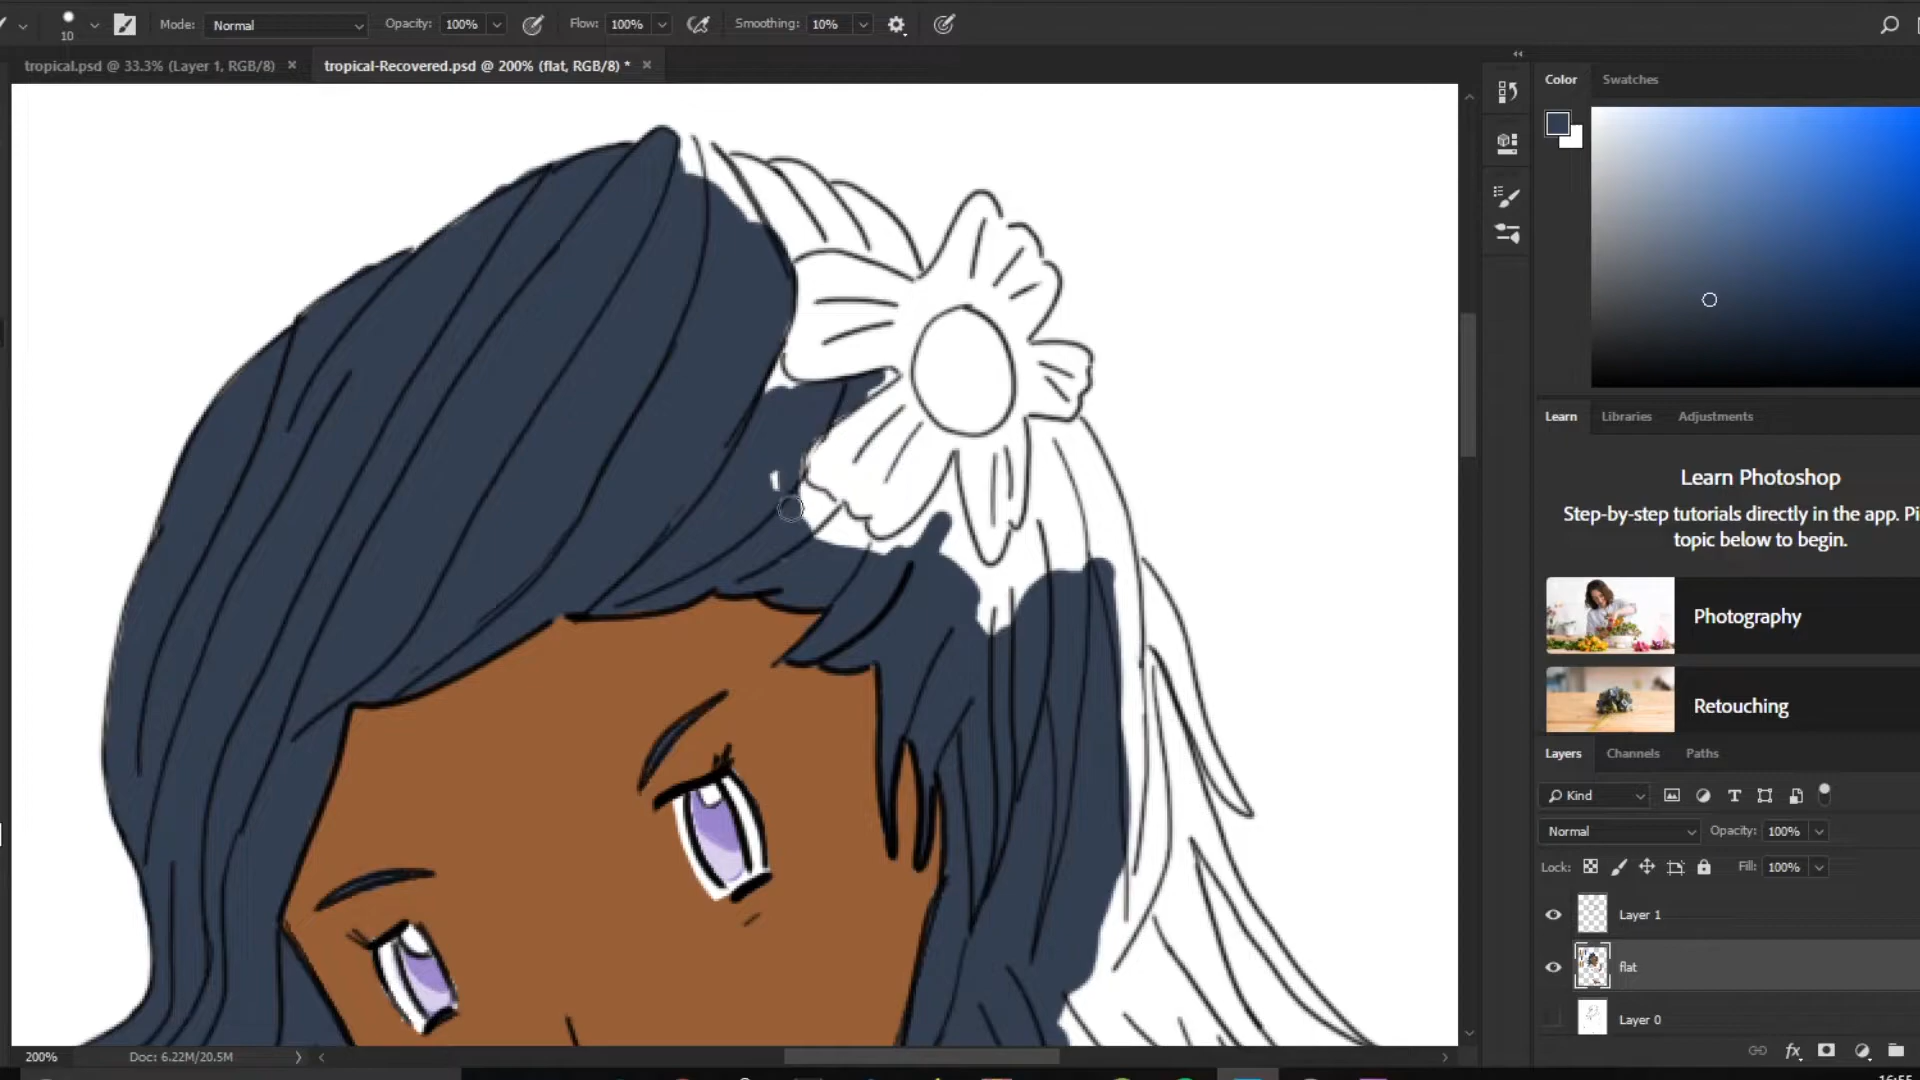 10 Mode: Normal Opacity: 100% Flow: 100% Smoothing: 10%
tropical.psd @ 33.3% (Layer 1, RGB/8) × tropical-Recovered.psd @ 200% (flat, RGB/8) * ×
Color Swatches
Learn Libraries Adjustments
Learn Photoshop
Step-by-step tutorials directly in the app. Pi
topic below to begin.
Photography
Retouching
Layers Channels Paths
Kind
Normal Opacity: 100%
Lock: Fill: 100%
Layer 1
flat
Layer 0
fx
200% Doc: 6.22M/20.5M
16:55